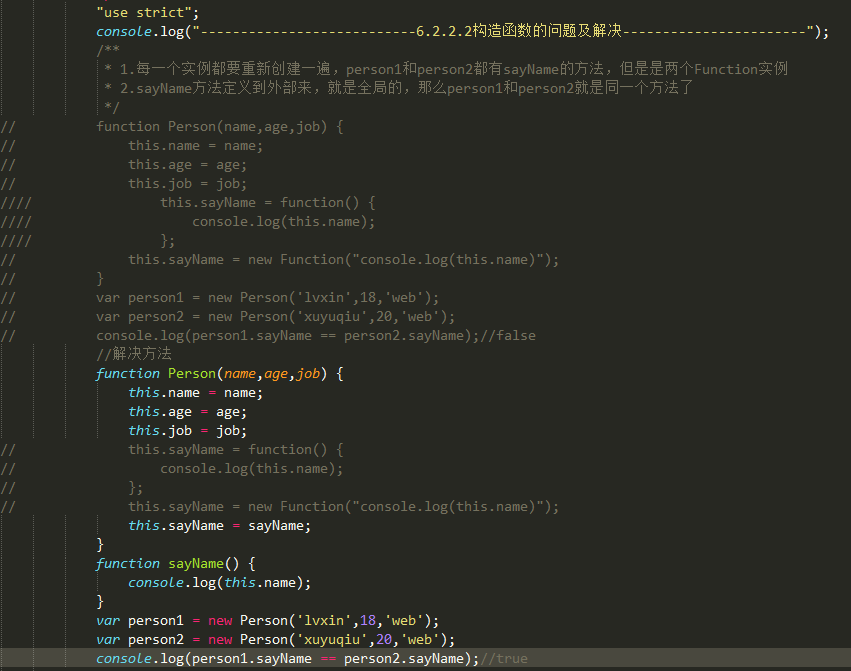 "use strict";
console.log("---------------------------6.2.2.2构造函数的问题及解决-----------------------");
/**
 * 1.每一个实例都要重新创建一遍，person1和person2都有sayName的方法，但是是两个Function实例
 * 2.sayName方法定义到外部来，就是全局的，那么person1和person2就是同一个方法了
 */
// function Person(name,age,job) {
// this.name = name;
// this.age = age;
// this.job = job;
//// this.sayName = function() {
//// console.log(this.name);
//// };
// this.sayName = new Function("console.log(this.name)");
// }
// var person1 = new Person('lvxin',18,'web');
// var person2 = new Person('xuyuqiu',20,'web');
// console.log(person1.sayName == person2.sayName);//false
//解决方法
function Person(name,age,job) {
this.name = name;
this.age = age;
this.job = job;
// this.sayName = function() {
// console.log(this.name);
// };
// this.sayName = new Function("console.log(this.name)");
this.sayName = sayName;
}
function sayName() {
console.log(this.name);
}
var person1 = new Person('lvxin',18,'web');
var person2 = new Person('xuyuqiu',20,'web');
console.log(person1.sayName == person2.sayName);//true